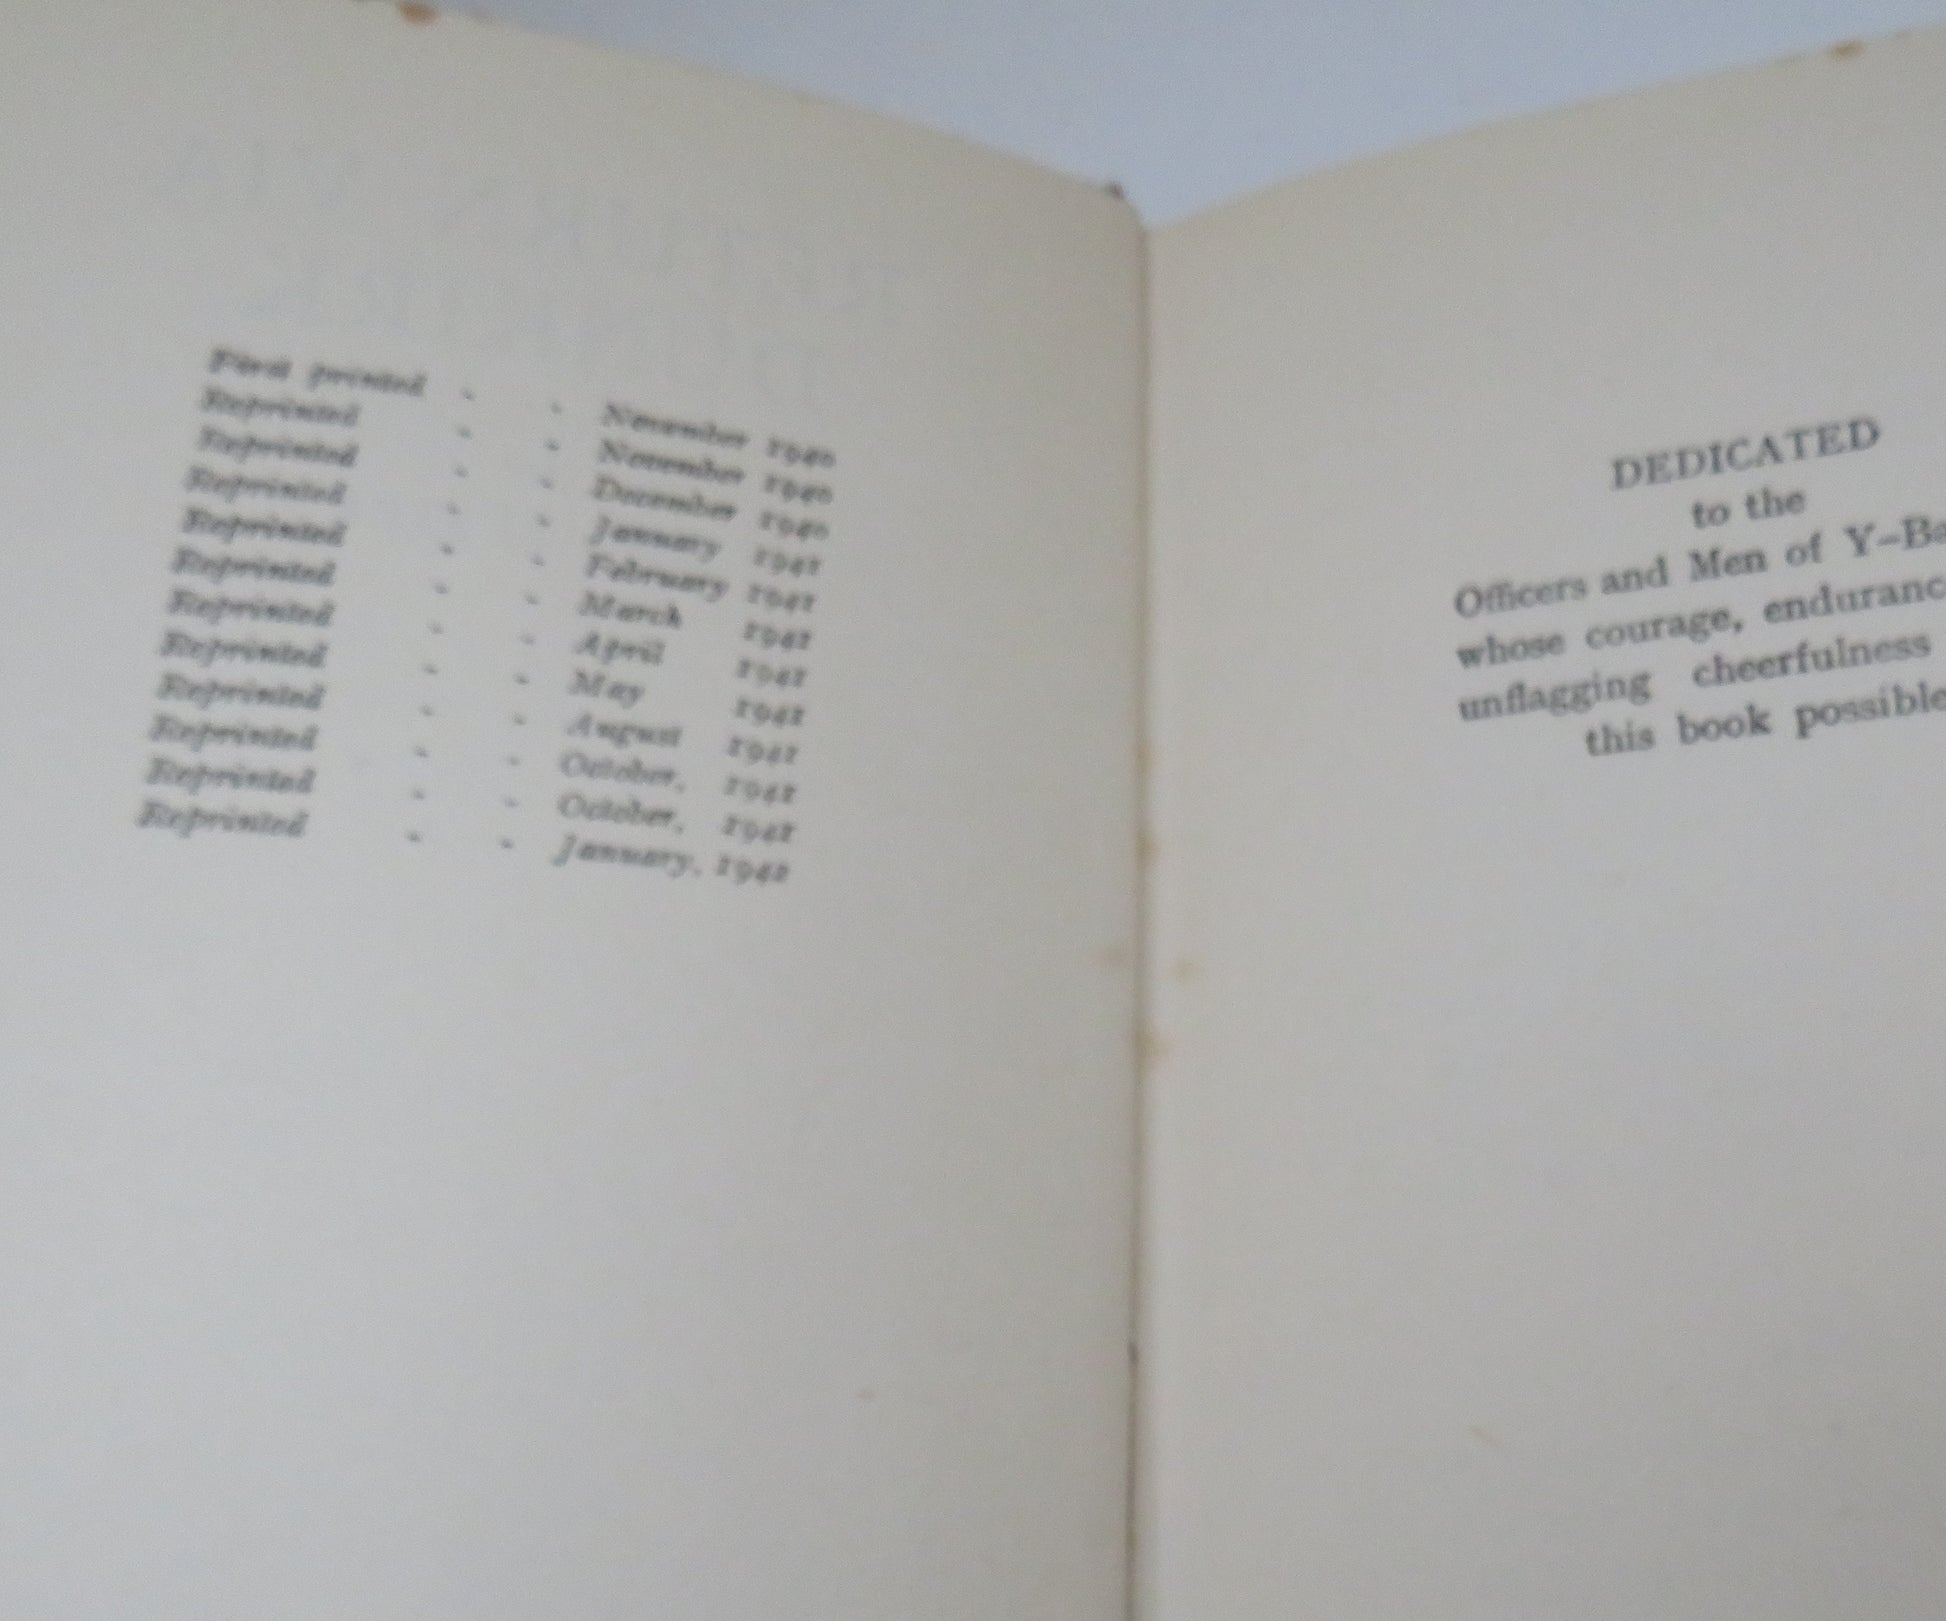 First printed - - November 1940
Reprinted - - November 1940
Reprinted - - December 1940
Reprinted - - January 1941
Reprinted - - February 1941
Reprinted - - March 1941
Reprinted - - April 1941
Reprinted - - May 1941
Reprinted - - August 1941
Reprinted - - October, 1941
Reprinted - - October, 1941
Reprinted - - January, 1942
DEDICATED
to the
Officers and Men of Y-Ba
whose courage, enduranc
unflagging cheerfulness
this book possible